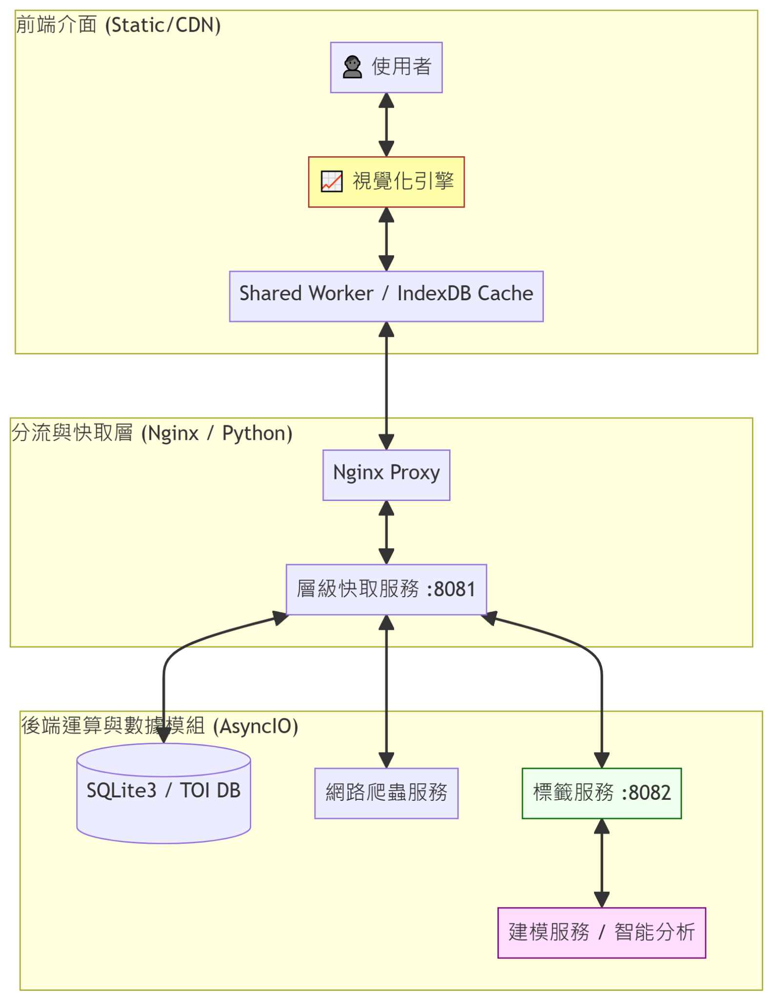 前端介面 (Static/CDN)
使用者
視覺化引擎
Shared Worker / IndexDB Cache
分流與快取層 (Nginx / Python)
Nginx Proxy
層級快取服務 :8081
後端運算與數據模組 (AsyncIO)
SQLite3 / TOI DB
網路爬蟲服務
標籤服務 :8082
建模服務 / 智能分析